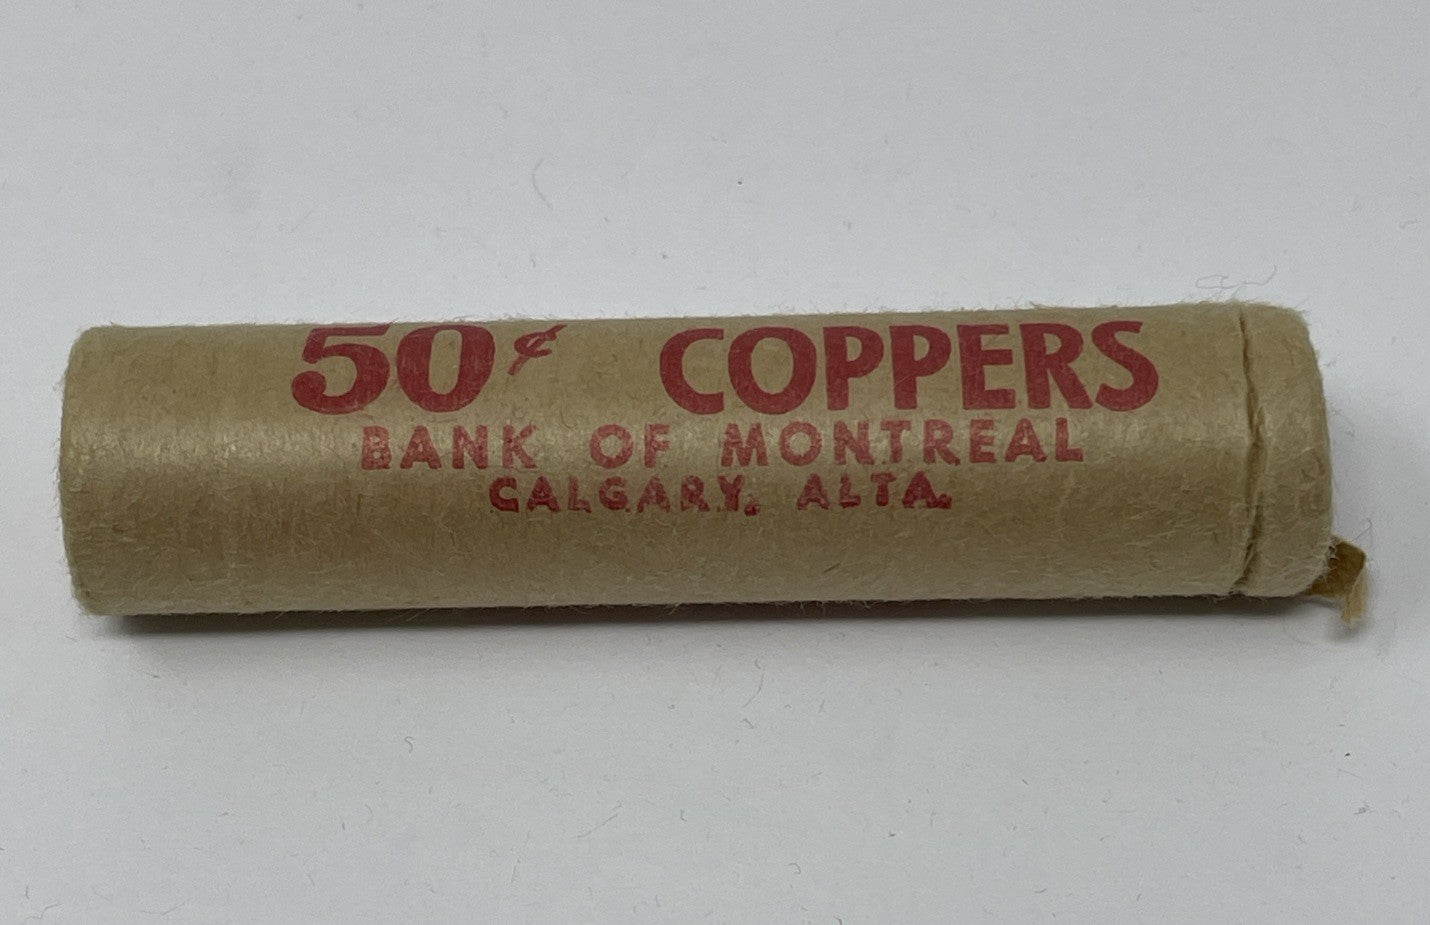 50¢ COPPERS
BANK OF MONTREAL
CALGARY, ALTA.